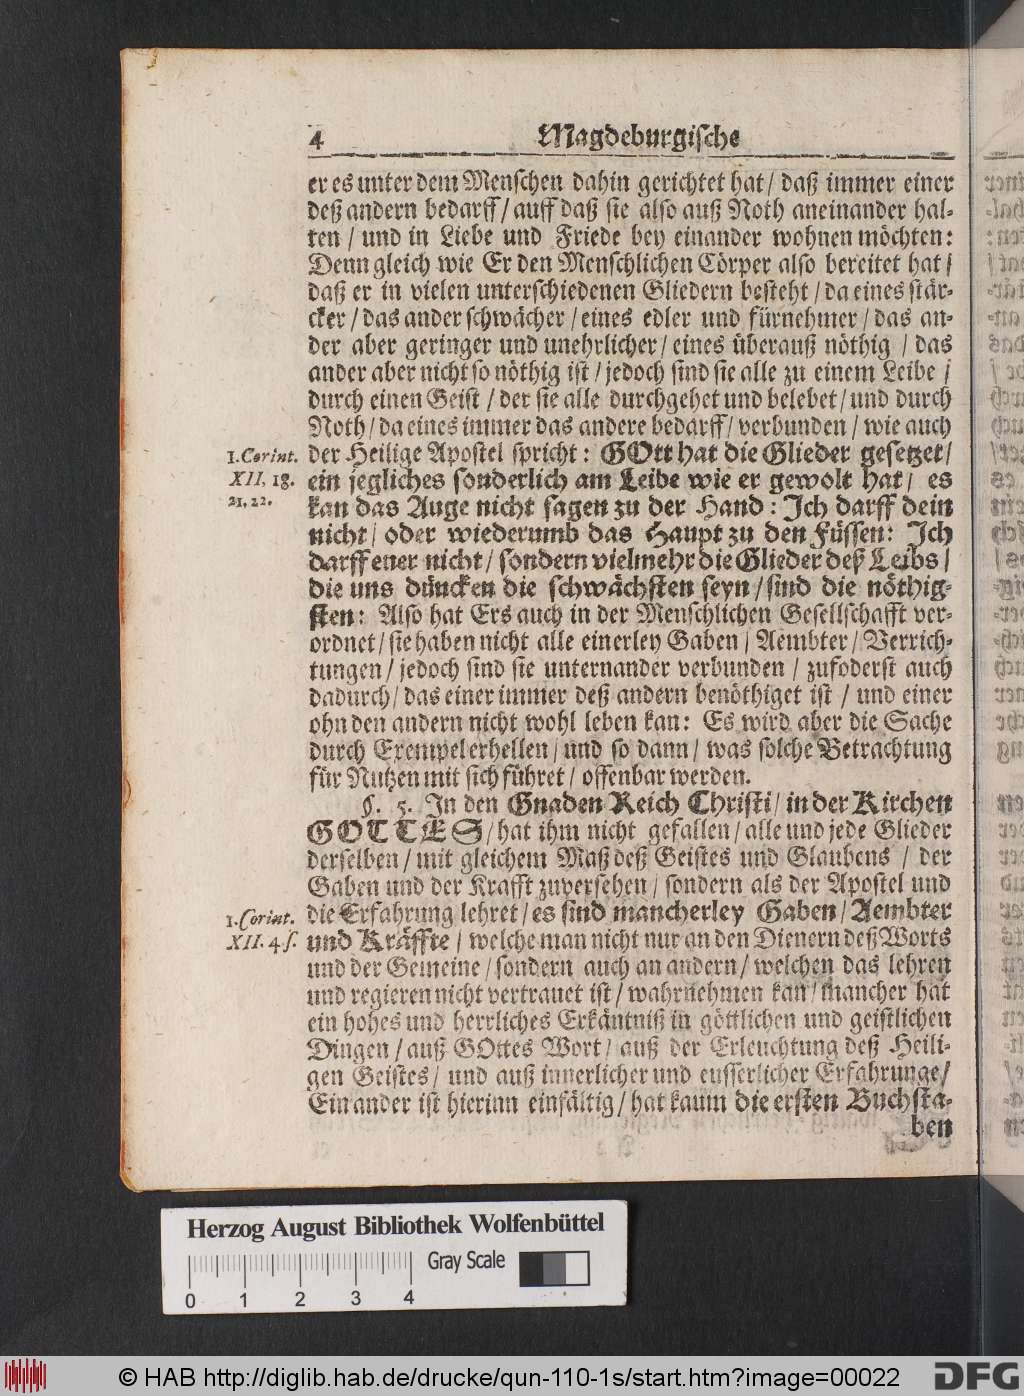 4 Magdeburgische
er es unter dem Menschen dahin gerichtet hat / daß immer einer
deß andern bedarff / auff daß sie also auß Noth aneinander hal-
ten / und in Liebe und Friede bey einander wohnen möchten:
Denn gleich wie Er den Menschlichen Cörper also bereitet hat /
daß er in vielen unterschiedenen Gliedern besteht / da eines stär-
cker / das ander schwächer / eines edler und fürnehmer / das an-
der aber geringer und unehrlicher / eines überauß nöthig / das
ander aber nicht so nöthig ist / jedoch sind sie alle zu einem Leibe /
durch einen Geist / der sie alle durchgehet und belebet / und durch
Noth / da eines immer das andere bedarff / verbunden / wie auch
der Heilige Apostel spricht: GOtt hat die Glieder gesetzet /
ein jegliches sonderlich am Leibe wie er gewolt hat / es
kan das Auge nicht sagen zu der Hand: Ich darff dein
nicht / oder wiederumb das Haupt zu den Füssen: Ich
darff euer nicht / sondern vielmehr die Glieder deß Leibs /
die uns düncken die schwächsten seyn / sind die nöthig-
sten: Also hat Ers auch in der Menschlichen Gesellschafft ver-
ordnet / sie haben nicht alle einerley Gaben / Aembter / Verrich-
tungen / jedoch sind sie unternander verbunden / zufoderst auch
dadurch / das einer immer deß andern benöthiget ist / und einer
ohn den andern nicht wohl leben kan: Es wird aber die Sache
durch Exempel erhellen / und so dann / was solche Betrachtung
für Nutzen mit sich führet / offenbar werden.
§. 5. In den Gnaden Reich Christi / in der Kirchen
GOTTES / hat ihm nicht gefallen / alle und jede Glieder
derselben / mit gleichem Maß deß Geistes und Glaubens / der
Gaben und der Krafft zuversehen / sondern als der Apostel und
die Erfahrung lehret / es sind mancherley Gaben / Aembter
und Kräffte / welche man nicht nur an den Dienern deß Worts
und der Gemeine / sondern auch an andern / welchen das lehren
und regieren nicht vertrauet ist / wahrnehmen kan / mancher hat
ein hohes und herrliches Erkäntniß in göttlichen und geistlichen
Dingen / auß GOttes Wort / auß der Erleuchtung deß Heili-
gen Geistes / und auß innerlicher und eusserlicher Erfahrunge /
Ein ander ist hierinn einfältig / hat kaum die ersten Buchsta-
ben
1. Corint.
XII, 18.
21. 22.
1. Corint.
XII. 4. s.
Herzog August Bibliothek Wolfenbüttel
Gray Scale
0 1 2 3 4
© HAB http://diglib.hab.de/drucke/qun-110-1s/start.htm?image=00022
DFG